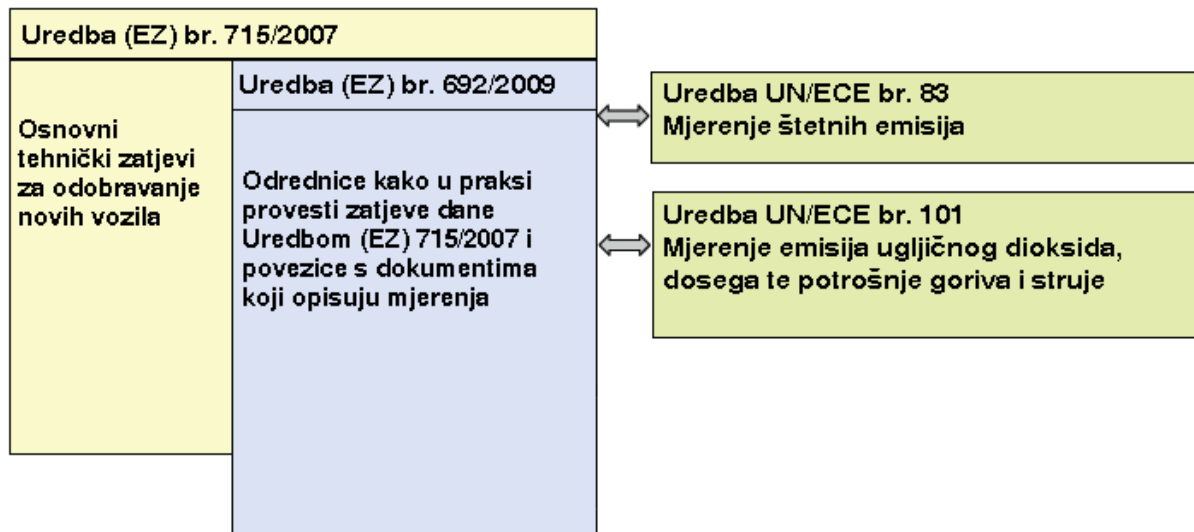 Uredba (EZ) br. 715/2007
Osnovni
tehnički zatjevi
za odobravanje
novih vozila
Uredba (EZ) br. 692/2009
Odrednice kako u praksi
provesti zatjeve dane
Uredbom (EZ) 715/2007 i
povezice s dokumentima
koji opisuju mjerenja
Uredba UN/ECE br. 83
Mjerenje štetnih emisija
Uredba UN/ECE br. 101
Mjerenje emisija ugljičnog dioksida,
dosega te potrošnje goriva i struje